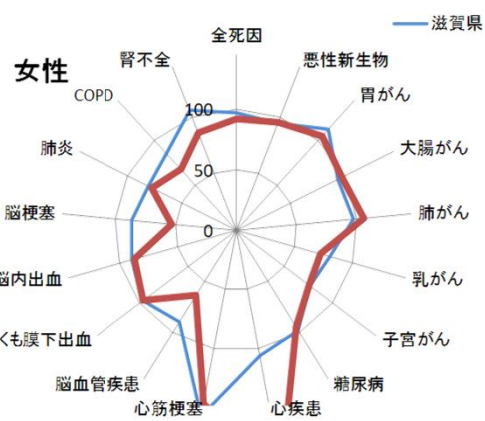 滋賀県
女性
全死因
悪性新生物
胃がん
大腸がん
肺がん
乳がん
子宮がん
糖尿病
心疾患
心筋梗塞
脳血管疾患
くも膜下出血
脳内出血
脳梗塞
肺炎
COPD
腎不全
100
50
0